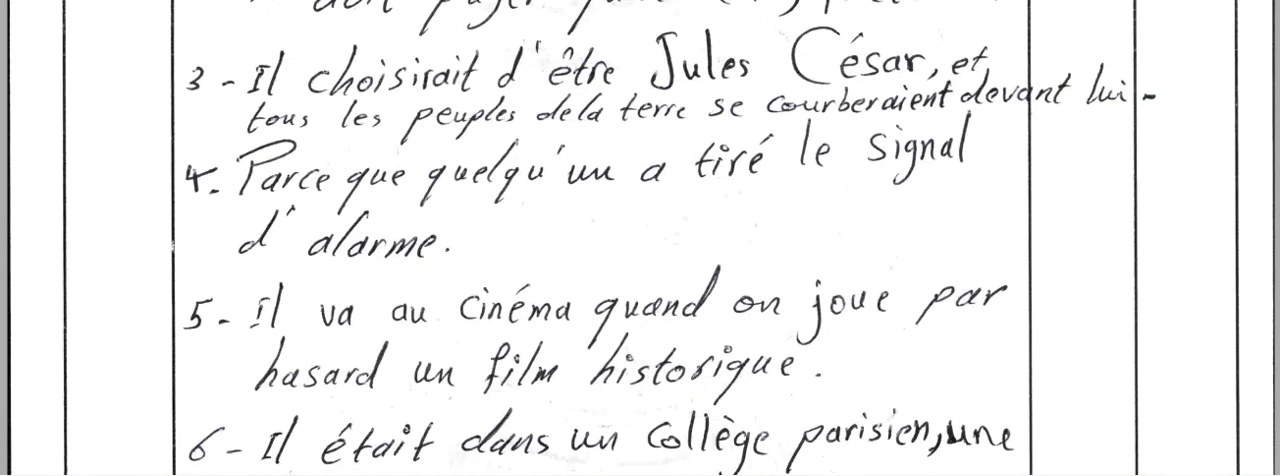 doit payer
3 - Il choisirait d'être Jules César, et
tous les peuples de la terre se courberaient devant lui -
4. Parce que quelqu'un a tiré le signal
d'alarme.
5 - Il va au cinéma quand on joue par
hasard un film historique.
6 - Il était dans un collège parisien, une